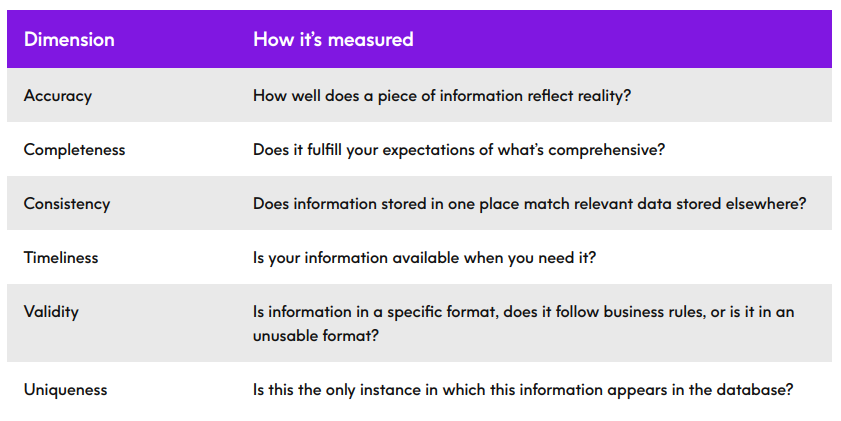 Dimension How it’s measured
Accuracy How well does a piece of information reflect reality?
Completeness Does it fulfill your expectations of what’s comprehensive?
Consistency Does information stored in one place match relevant data stored elsewhere?
Timeliness Is your information available when you need it?
Validity Is information in a specific format, does it follow business rules, or is it in an
unusable format?
Uniqueness Is this the only instance in which this information appears in the database?